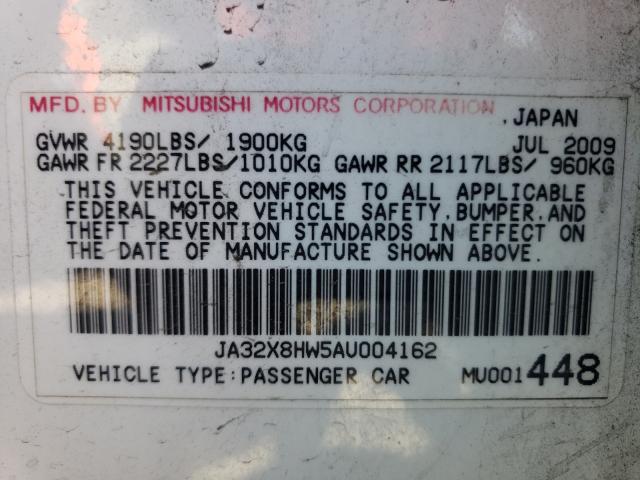 MFD. BY MITSUBISHI MOTORS CORPORATION, JAPAN
GVWR 4190LBS/ 1900KG JUL 2009
GAWR FR 2227LBS/1010KG GAWR RR 2117LBS/ 960KG
THIS VEHICLE CONFORMS TO ALL APPLICABLE
FEDERAL MOTOR VEHICLE SAFETY, BUMPER, AND
THEFT PREVENTION STANDARDS IN EFFECT ON
THE DATE OF MANUFACTURE SHOWN ABOVE.
JA32X8HW5AU004162
VEHICLE TYPE:PASSENGER CAR MU001448